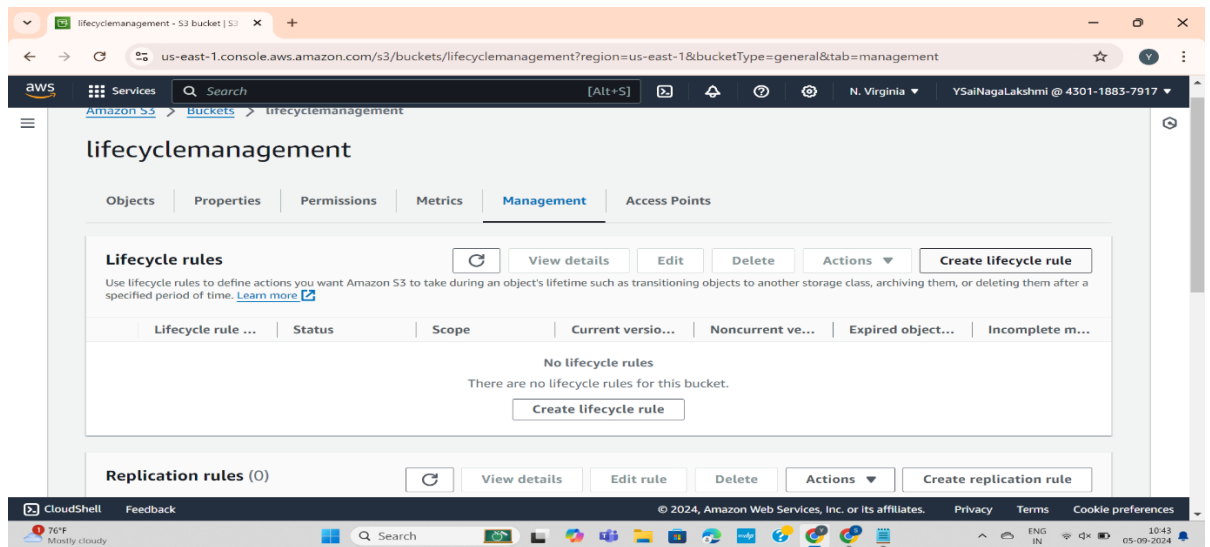 lifecyclemanagement - S3 bucket | S3
us-east-1.console.aws.amazon.com/s3/buckets/lifecyclemanagement?region=us-east-1&bucketType=general&tab=management
Y
aws Services Search [Alt+S] N. Virginia ▼ YSaiNagaLakshmi @ 4301-1883-7917 ▼
Amazon S3 > Buckets > lifecyclemanagement
lifecyclemanagement
Objects Properties Permissions Metrics Management Access Points
Lifecycle rules View details Edit Delete Actions ▼ Create lifecycle rule
Use lifecycle rules to define actions you want Amazon S3 to take during an object's lifetime such as transitioning objects to another storage class, archiving them, or deleting them after a
specified period of time. Learn more
Lifecycle rule ... Status Scope Current versio... Noncurrent ve... Expired object... Incomplete m...
No lifecycle rules
There are no lifecycle rules for this bucket.
Create lifecycle rule
Replication rules (0) View details Edit rule Delete Actions ▼ Create replication rule
CloudShell Feedback © 2024, Amazon Web Services, Inc. or its affiliates. Privacy Terms Cookie preferences
1 76°F Search ENG 10:43
Mostly cloudy IN 05-09-2024